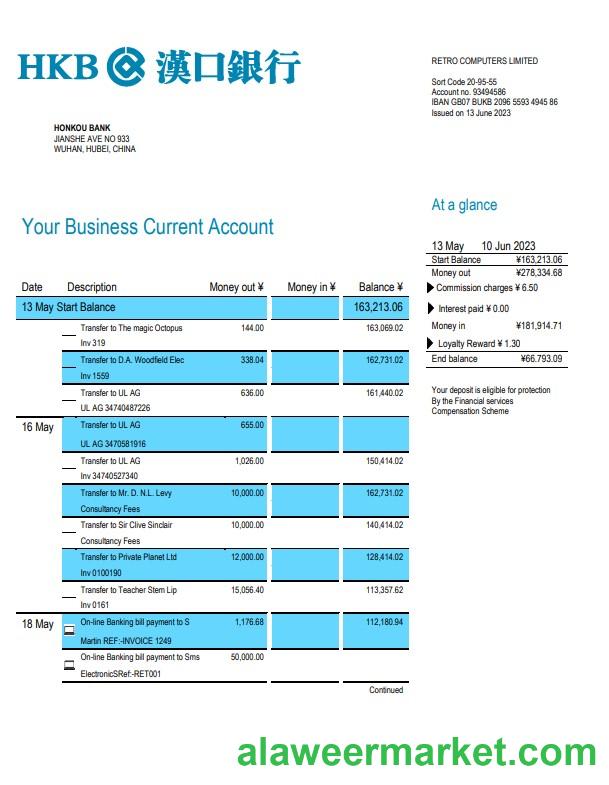 HKB 漢口銀行
RETRO COMPUTERS LIMITED
Sort Code 20-95-55
Account no. 93494586
IBAN GB07 BUKB 2096 5593 4945 86
Issued on 13 June 2023
HONKOU BANK
JIANSHE AVE NO 933
WUHAN, HUBEI, CHINA
At a glance
13 May 10 Jun 2023
Start Balance ¥163,213.06
Money out ¥278,334.68
Commission charges ¥ 6.50
Interest paid ¥ 0.00
Money in ¥181,914.71
Loyalty Reward ¥ 1.30
End balance ¥66.793.09
Your deposit is eligible for protection
By the Financial services
Compensation Scheme
Your Business Current Account
Date Description Money out ¥ Money in ¥ Balance ¥
13 May Start Balance 163,213.06
Transfer to The magic Octopus 144.00 163,069.02
Inv 319
Transfer to D.A. Woodfield Elec 338.04 162,731.02
Inv 1559
Transfer to UL AG 636.00 161,440.02
UL AG 34740487226
16 May Transfer to UL AG 655.00
UL AG 3470581916
Transfer to UL AG 1,026.00 150,414.02
Inv 34740527340
Transfer to Mr. D. N.L. Levy 10,000.00 162,731.02
Consultancy Fees
Transfer to Sir Clive Sinclair 10,000.00 140,414.02
Consultancy Fees
Transfer to Private Planet Ltd 12,000.00 128,414.02
Inv 0100190
Transfer to Teacher Stem Lip 15,056.40 113,357.62
Inv 0161
18 May On-line Banking bill payment to S 1,176.68 112,180.94
Martin REF:-INVOICE 1249
On-line Banking bill payment to Sms 50,000.00
ElectronicSRef:-RET001
Continued
alaweermarket.com